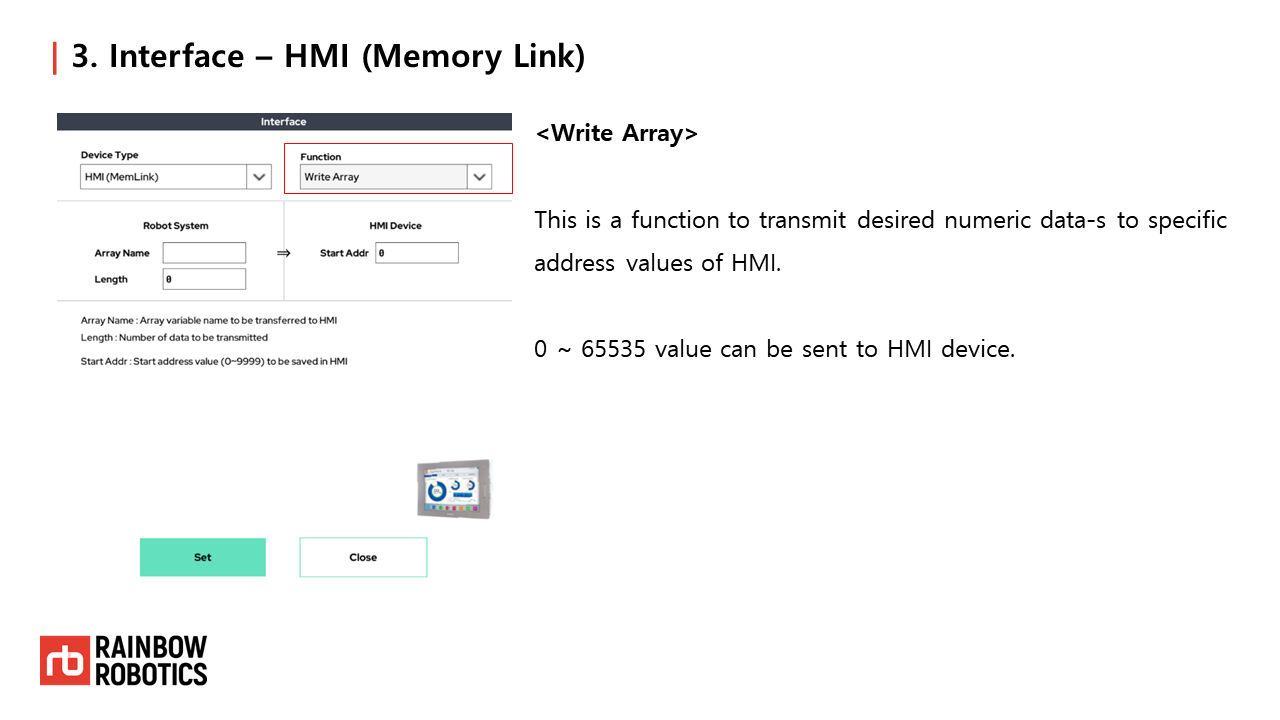 3. Interface – HMI (Memory Link)
Interface
Device Type
HMI (MemLink)
Function
Write Array
Robot System
Array Name
Length
0
⇒
HMI Device
Start Addr
0
Array Name : Array variable name to be transferred to HMI
Length : Number of data to be transmitted
Start Addr : Start address value (0~9999) to be saved in HMI
Set
Close
<Write Array>
This is a function to transmit desired numeric data-s to specific
address values of HMI.
0 ~ 65535 value can be sent to HMI device.
rb
RAINBOW
ROBOTICS